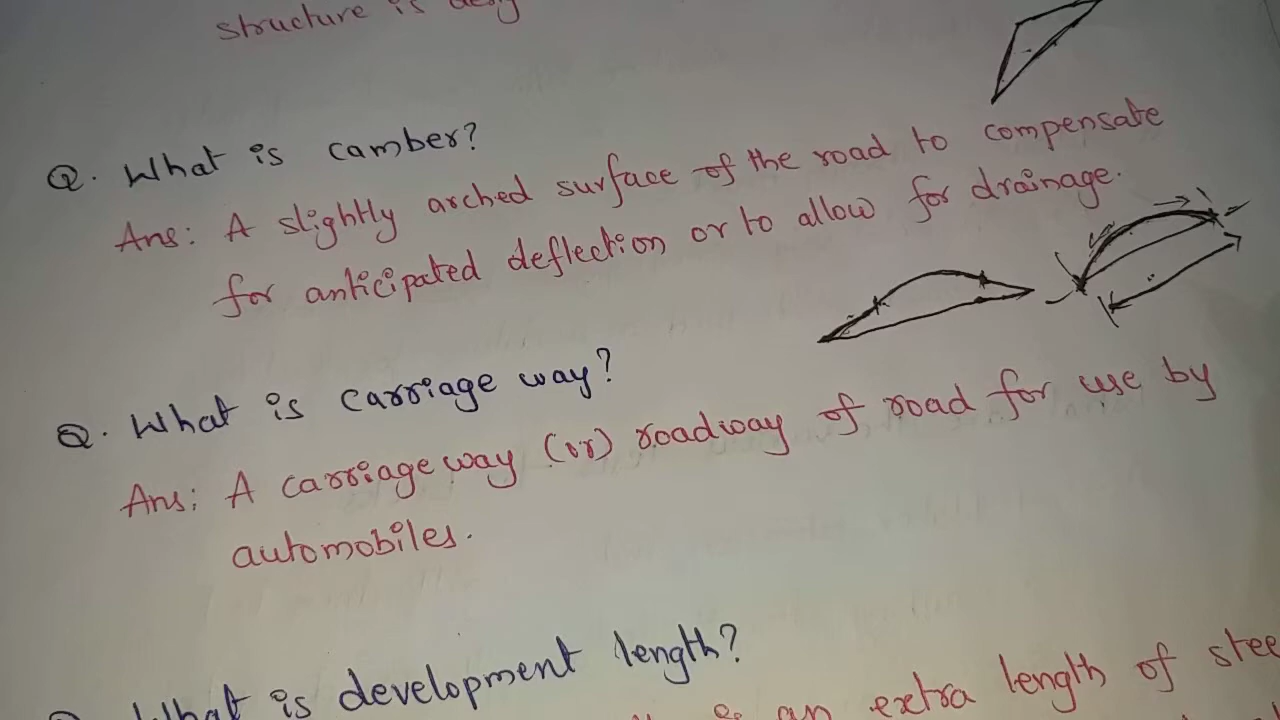 structure is
Q. What is camber?
Ans: A slightly arched surface of the road to compensate
for anticipated deflection or to allow for drainage.
Q. What is carriage way?
Ans: A carriage way (or) roadway of road for use by
automobiles.
What is development length?
an extra length of